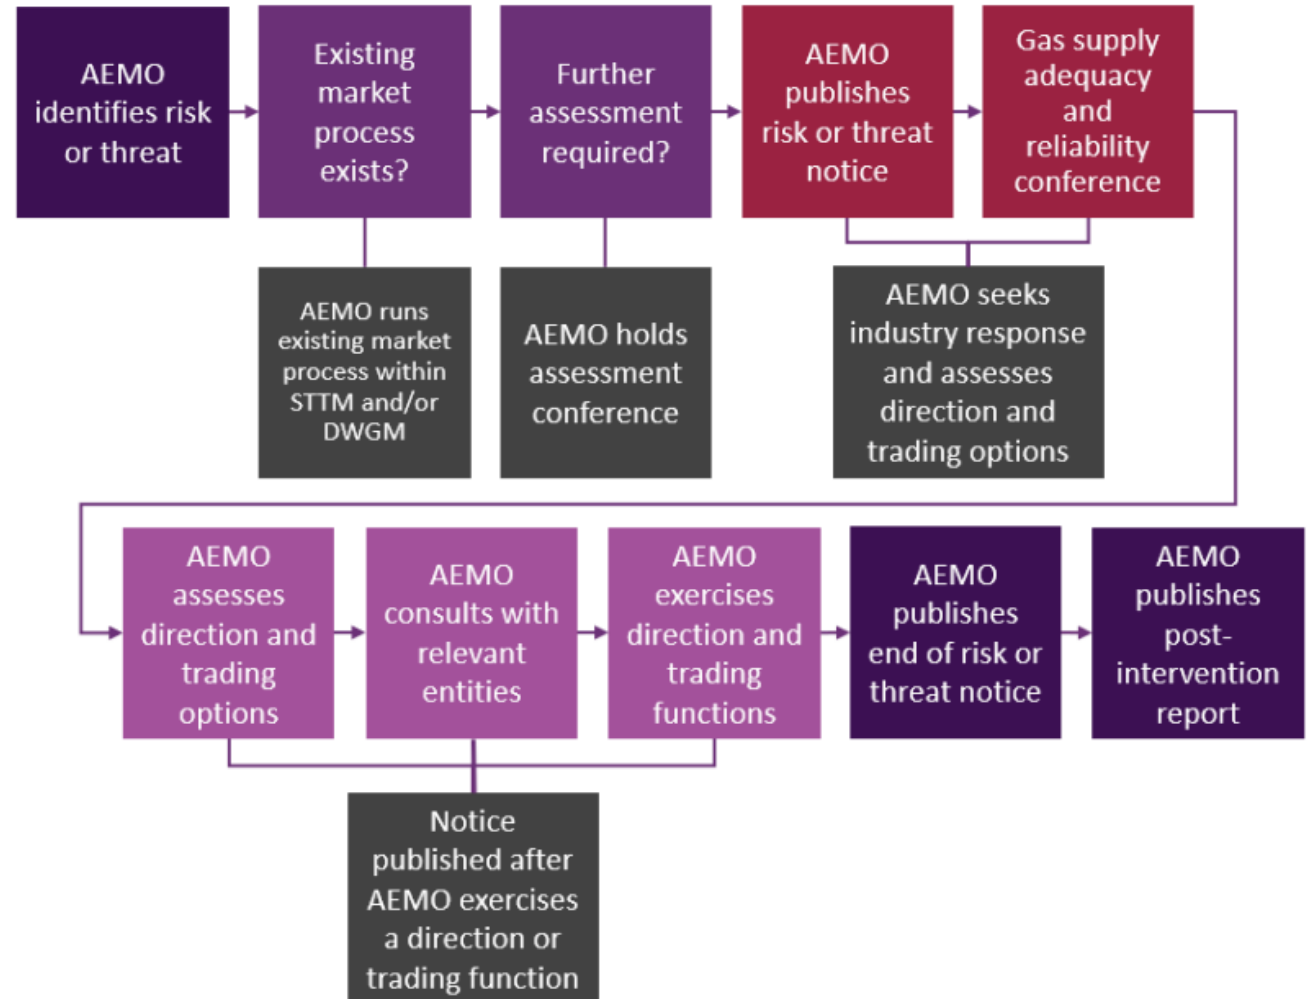 AEMO
identifies risk
or threat
Existing
market
process
exists?
Further
assessment
required?
AEMO
publishes
risk or threat
notice
Gas supply
adequacy
and
reliability
conference
AEMO runs
existing market
process within
STTM and/or
DWGM
AEMO holds
assessment
conference
AEMO seeks
industry response
and assesses
direction and
trading options
AEMO
assesses
direction and
trading
options
AEMO
consults with
relevant
entities
AEMO
exercises
direction and
trading
functions
AEMO
publishes
end of risk or
threat notice
AEMO
publishes
post-
intervention
report
Notice
published after
AEMO exercises
a direction or
trading function